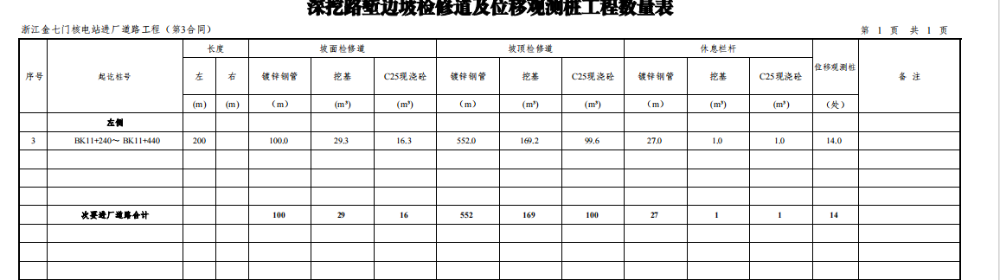 深挖路堑边坡检修道及位移观测桩工程数量表
浙江金七门核电站进厂道路工程（第3合同）
第 1 页 共 1 页
序号 起讫桩号 长度 坡面检修道 坡顶检修道 休息栏杆 位移观测桩 备 注
左 右 镀锌钢管 挖基 C25现浇砼 镀锌钢管 挖基 C25现浇砼 镀锌钢管 挖基 C25现浇砼
(m) (m) （m） (m³) (m³) （m） (m³) (m³) （m） (m³) (m³) （处）
左侧
3 BK11+240～ BK11+440 200 100.0 29.3 16.3 552.0 169.2 99.6 27.0 1.0 1.0 14.0
次要进厂道路合计 100 29 16 552 169 100 27 1 1 14